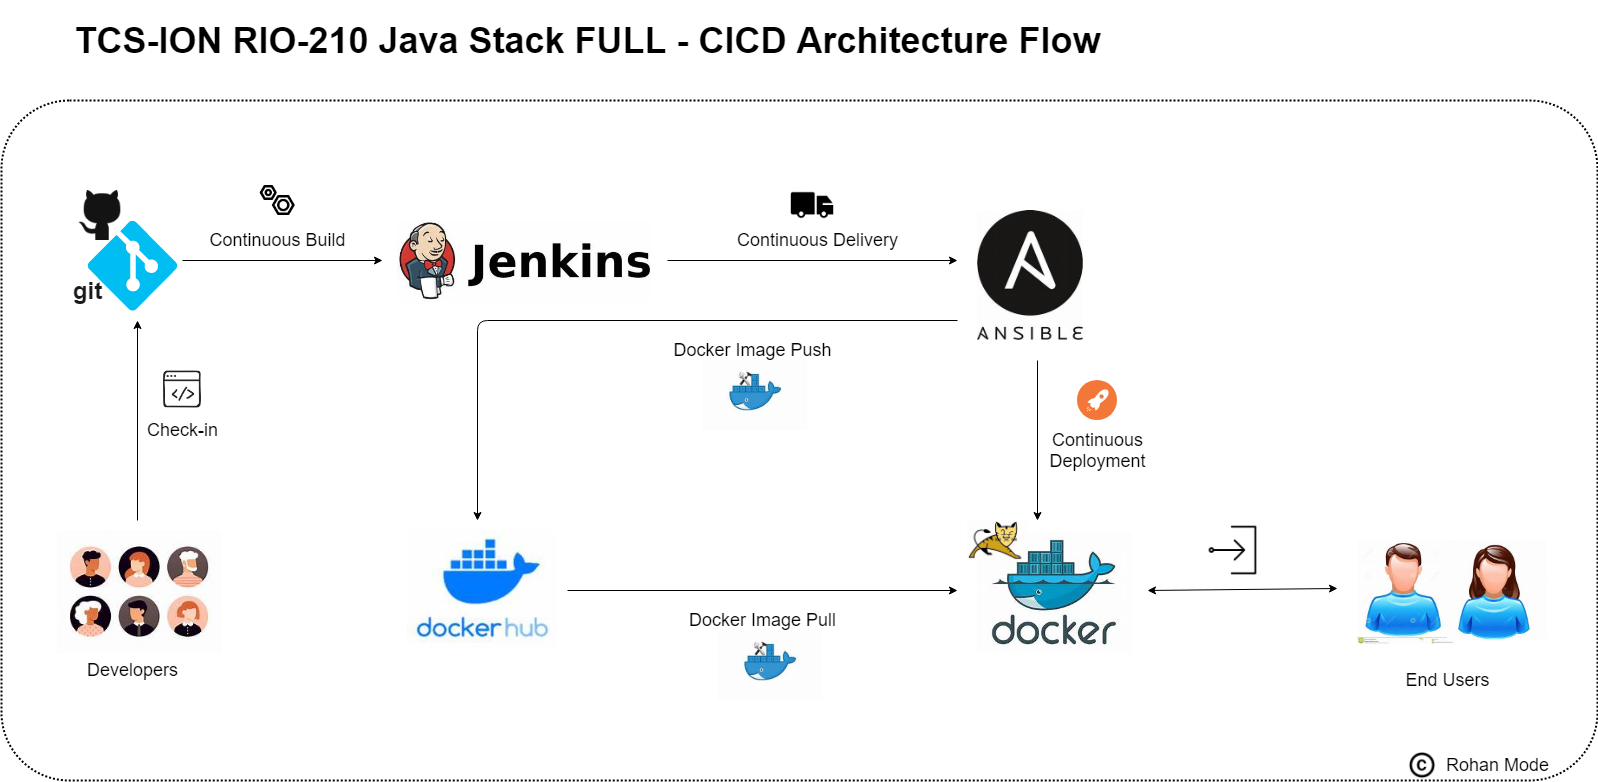 TCS-ION RIO-210 Java Stack FULL - CICD Architecture Flow
Continuous Build
Continuous Delivery
git
Jenkins
ANSIBLE
Docker Image Push
Check-in
Continuous
Deployment
dockerhub
Docker Image Pull
docker
Developers
End Users
© Rohan Mode